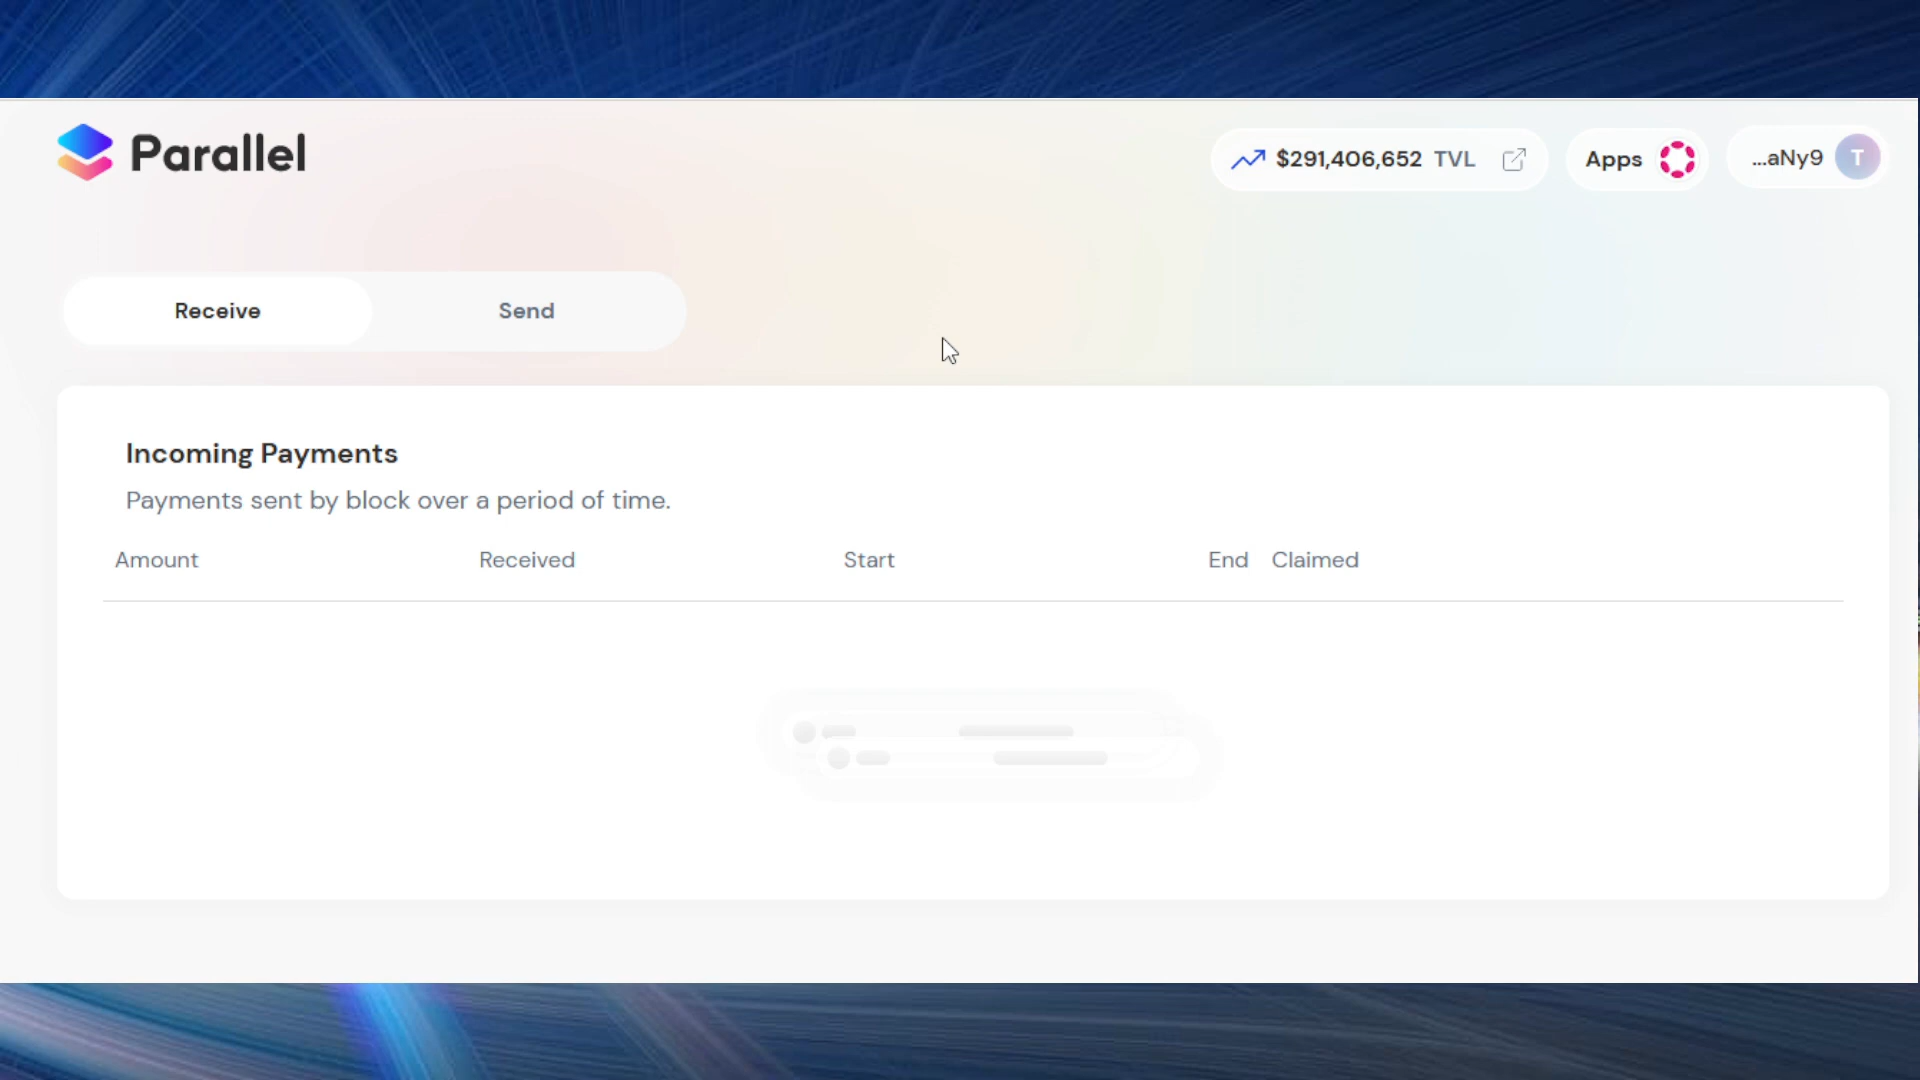 Parallel
$291,406,652 TVL
Apps
...aNy9
T
Receive
Send
Incoming Payments
Payments sent by block over a period of time.
Amount
Received
Start
End
Claimed